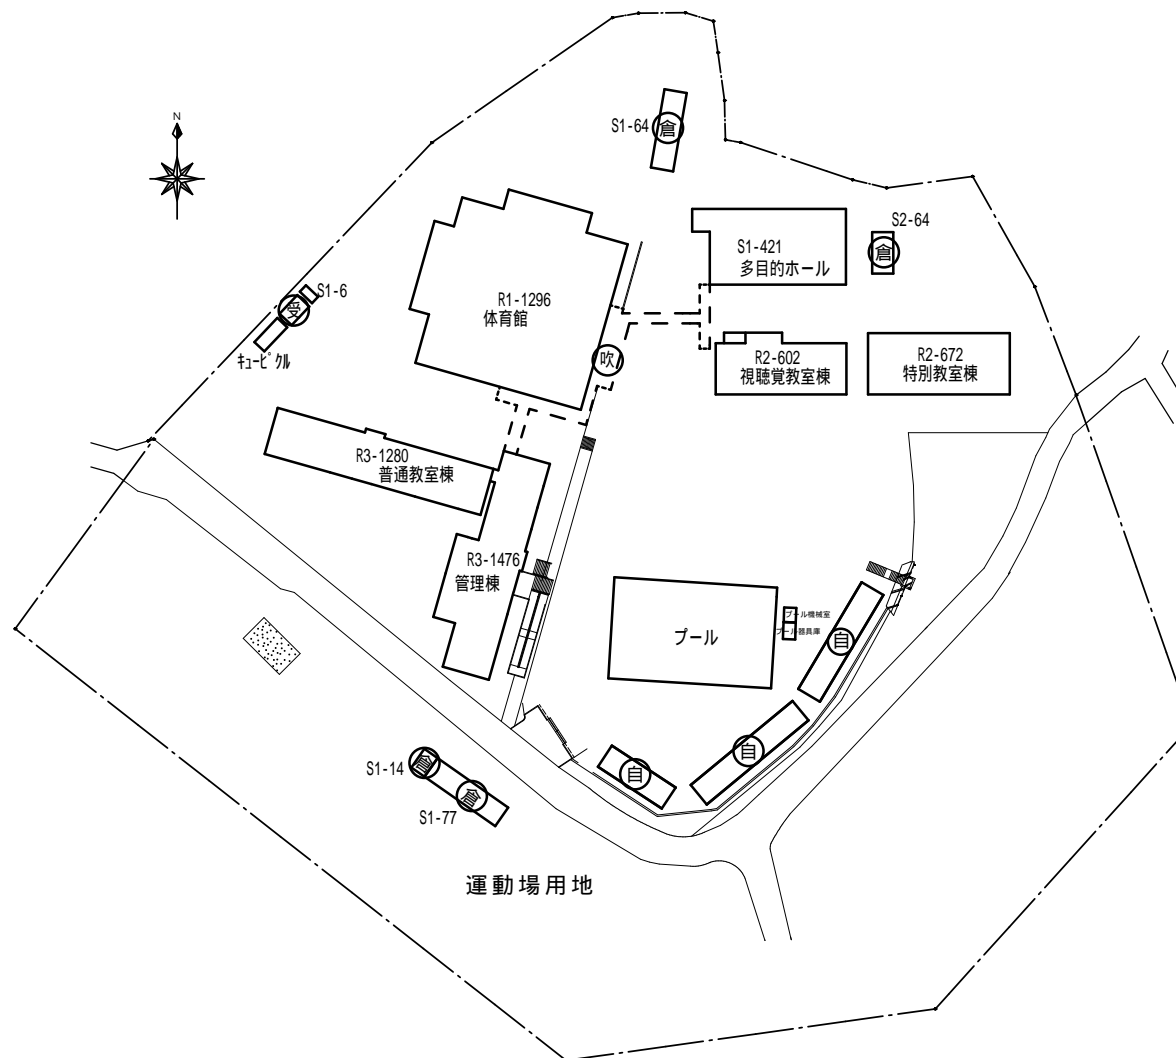 N
S1-64
倉
S2-64
倉
S1-421
多目的ホール
S1-6
受
キュービクル
R1-1296
体育館
吹
R2-602
視聴覚教室棟
R2-672
特別教室棟
R3-1280
普通教室棟
R3-1476
管理棟
プール
プール機械室
プール器具庫
自
自
自
S1-14
倉
S1-77
倉
運動場用地